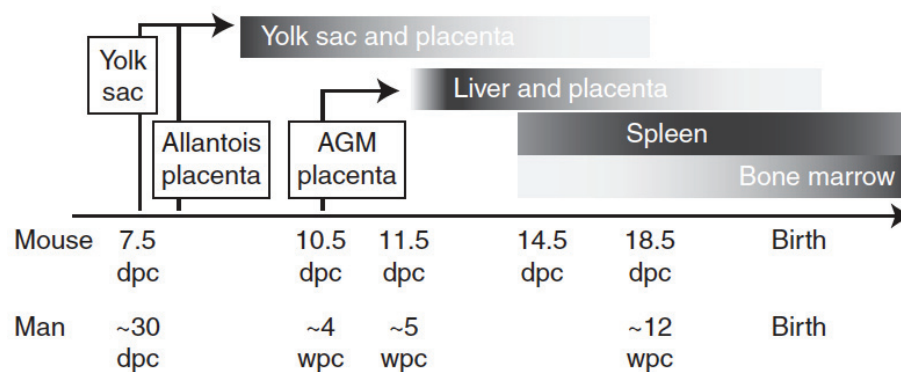 Yolk sac and placenta
Yolk
sac
Liver and placenta
Allantois
placenta
AGM
placenta
Spleen
Bone marrow
Mouse 7.5 10.5 11.5 14.5 18.5 Birth
dpc dpc dpc dpc dpc
Man ~30 ~4 ~5 ~12 Birth
dpc wpc wpc wpc